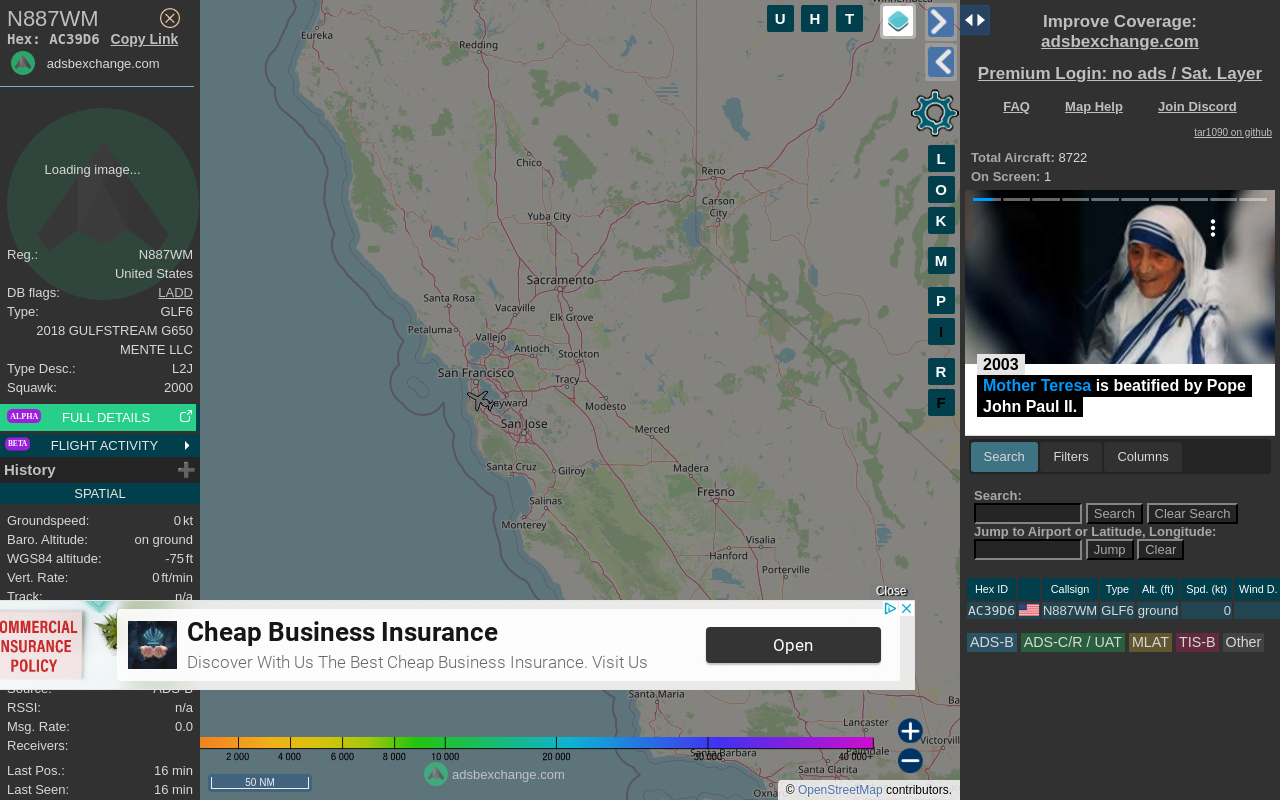 N887WM
Hex: AC39D6 Copy Link
adsbexchange.com
Loading image...
Reg.: N887WM
United States
DB flags: LADD
Type: GLF6
2018 GULFSTREAM G650
MENTE LLC
Type Desc.: L2J
Squawk: 2000
ALPHA FULL DETAILS
BETA FLIGHT ACTIVITY
History
SPATIAL
Groundspeed: 0 kt
Baro. Altitude: on ground
WGS84 altitude: -75 ft
Vert. Rate: 0 ft/min
Track: n/a
Source: ADS-B
RSSI: n/a
Msg. Rate: 0.0
Receivers:
Last Pos.: 16 min
Last Seen: 16 min
Eureka
Redding
Winnemucca
Chico
Reno
Carson
City
Yuba City
Sacramento
Santa Rosa
Vacaville
Elk Grove
Petaluma
Vallejo
Antioch
Stockton
San Francisco
Tracy
Hayward
Modesto
San Jose
Merced
Santa Cruz
Gilroy
Madera
Salinas
Fresno
Monterey
Visalia
Hanford
Porterville
Santa Maria
Lancaster
Santa Barbara
Palmdale
Victorvill
Santa Clarita
Oxna
Ba
U H T
L
O
K
M
P
I
R
F
Close
OMMERCIAL
NSURANCE
POLICY
Cheap Business Insurance
Discover With Us The Best Cheap Business Insurance. Visit Us
Open
2 000 4 000 6 000 8 000 10 000 20 000 30 000 40 000+
adsbexchange.com
50 NM
© OpenStreetMap contributors.
Improve Coverage:
adsbexchange.com
Premium Login: no ads / Sat. Layer
FAQ Map Help Join Discord
tar1090 on github
Total Aircraft: 8722
On Screen: 1
2003
Mother Teresa is beatified by Pope
John Paul II.
Search Filters Columns
Search:
Search Clear Search
Jump to Airport or Latitude, Longitude:
Jump Clear
Hex ID Callsign Type Alt. (ft) Spd. (kt) Wind D.
AC39D6 N887WM GLF6 ground 0
ADS-B ADS-C/R / UAT MLAT TIS-B Other